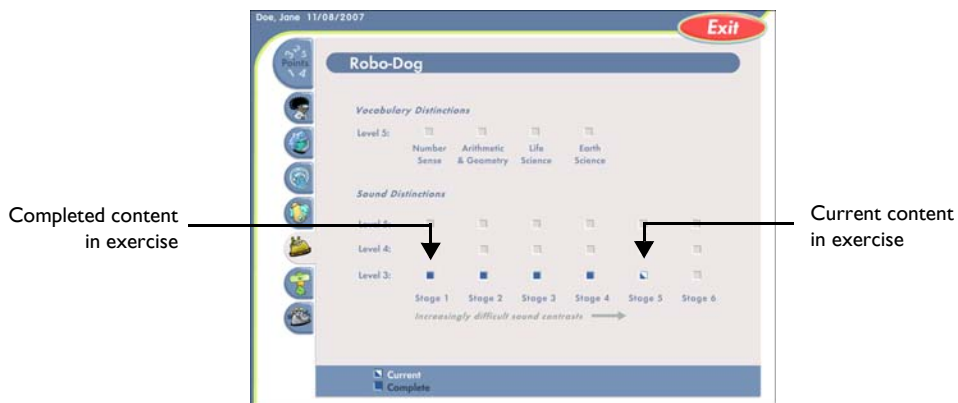 Doe, Jane 11/08/2007
Exit
Points
Robo-Dog
Vocabulary Distinctions
Level 5:
Number Sense
Arithmetic & Geometry
Life Science
Earth Science
Sound Distinctions
Level 5:
Level 4:
Level 3:
Stage 1 Stage 2 Stage 3 Stage 4 Stage 5 Stage 6
Increasingly difficult sound contrasts
Current
Complete
Completed content
in exercise
Current content
in exercise